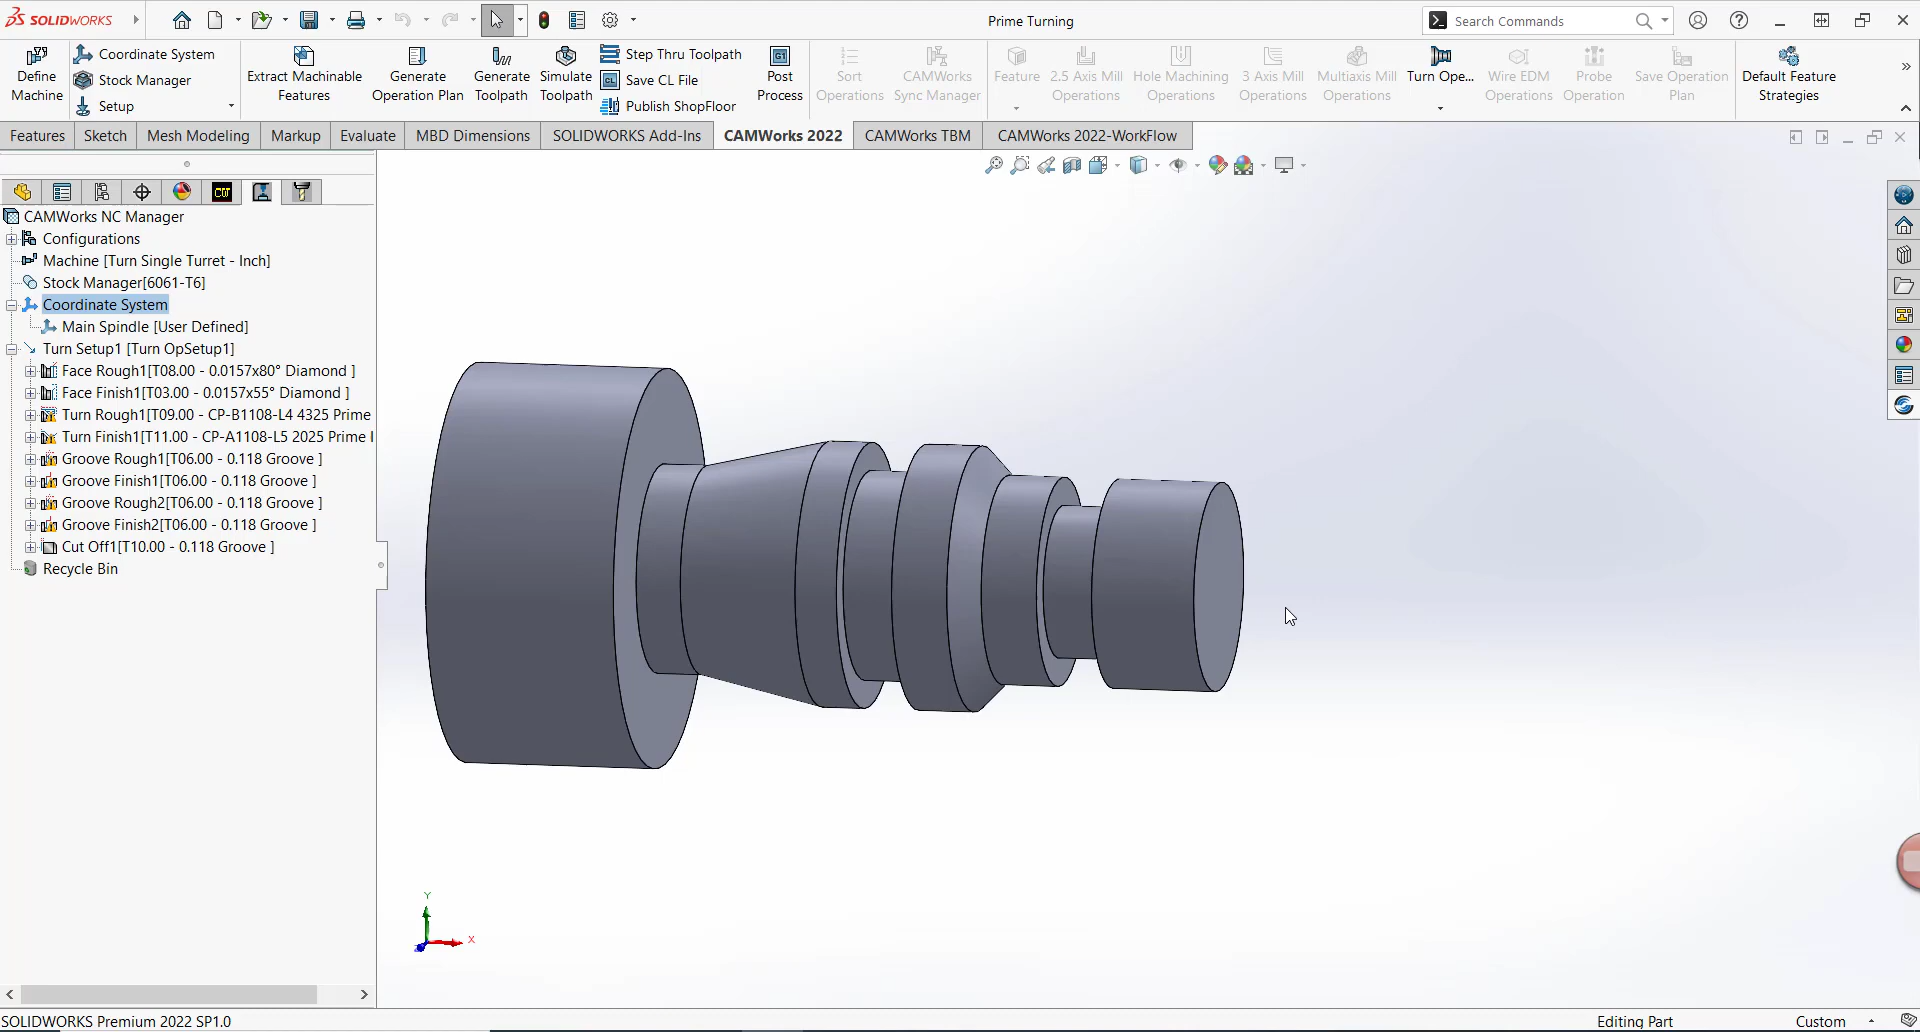 SOLIDWORKS
Prime Turning
Search Commands
Define Machine
Coordinate System
Stock Manager
Setup
Extract Machinable Features
Generate Operation Plan
Generate Toolpath
Simulate Toolpath
Step Thru Toolpath
Save CL File
Publish ShopFloor
Post Process
Sort Operations
CAMWorks Sync Manager
Feature
2.5 Axis Mill Operations
Hole Machining Operations
3 Axis Mill Operations
Multiaxis Mill Operations
Turn Ope...
Wire EDM Operations
Probe Operation
Save Operation Plan
Default Feature Strategies
Features
Sketch
Mesh Modeling
Markup
Evaluate
MBD Dimensions
SOLIDWORKS Add-Ins
CAMWorks 2022
CAMWorks TBM
CAMWorks 2022-WorkFlow
CAMWorks NC Manager
Configurations
Machine [Turn Single Turret - Inch]
Stock Manager[6061-T6]
Coordinate System
Main Spindle [User Defined]
Turn Setup1 [Turn OpSetup1]
Face Rough1[T08.00 - 0.0157x80° Diamond ]
Face Finish1[T03.00 - 0.0157x55° Diamond ]
Turn Rough1[T09.00 - CP-B1108-L4 4325 Prime
Turn Finish1[T11.00 - CP-A1108-L5 2025 Prime I
Groove Rough1[T06.00 - 0.118 Groove ]
Groove Finish1[T06.00 - 0.118 Groove ]
Groove Rough2[T06.00 - 0.118 Groove ]
Groove Finish2[T06.00 - 0.118 Groove ]
Cut Off1[T10.00 - 0.118 Groove ]
Recycle Bin
Y
X
SOLIDWORKS Premium 2022 SP1.0
Editing Part
Custom